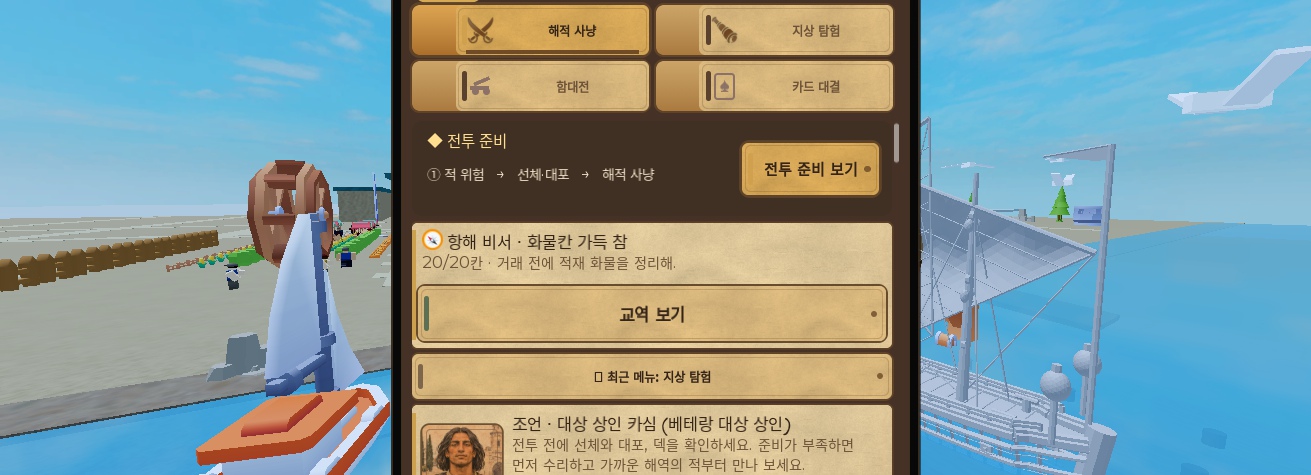 해적 사냥
지상 탐험
함대전
카드 대결
◆ 전투 준비
① 적 위험 → 선체·대포 → 해적 사냥
전투 준비 보기
항해 비서 · 화물칸 가득 참
20/20칸 · 거래 전에 적재 화물을 정리해.
교역 보기
최근 메뉴: 지상 탐험
조언 · 대상 상인 카심 (베테랑 대상 상인)
전투 전에 선체와 대포, 덱을 확인하세요. 준비가 부족하면
먼저 수리하고 가까운 해역의 적부터 만나 보세요.